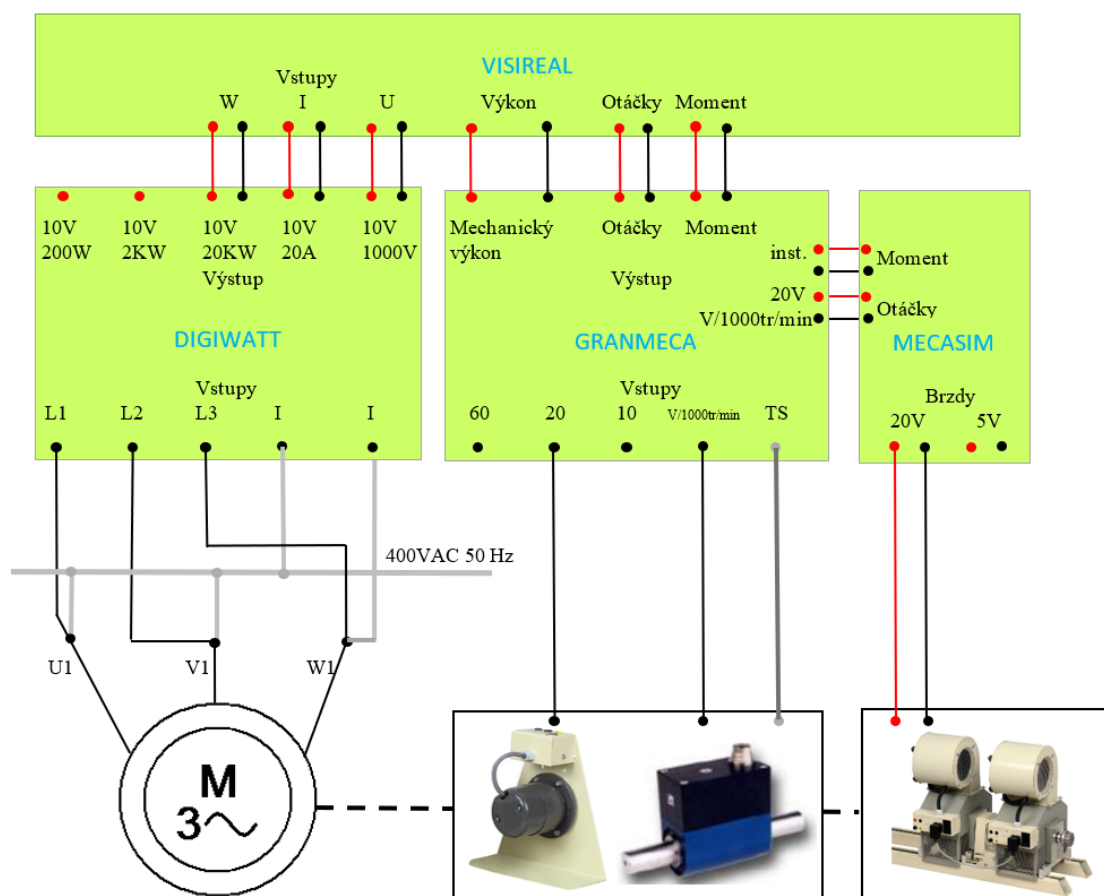 VISIREAL
Vstupy
W I U Výkon Otáčky Moment
10V 10V 10V 10V 10V Mechanický Otáčky Moment
200W 2KW 20KW 20A 1000V výkon
Výstup
Výstup
inst. Moment
20V
V/1000tr/min Otáčky
DIGIWATT GRANMECA MECASIM
Vstupy
L1 L2 L3 I I
Vstupy
60 20 10 V/1000tr/min TS
Brzdy
20V 5V
400VAC 50 Hz
U1 V1 W1
M
3~